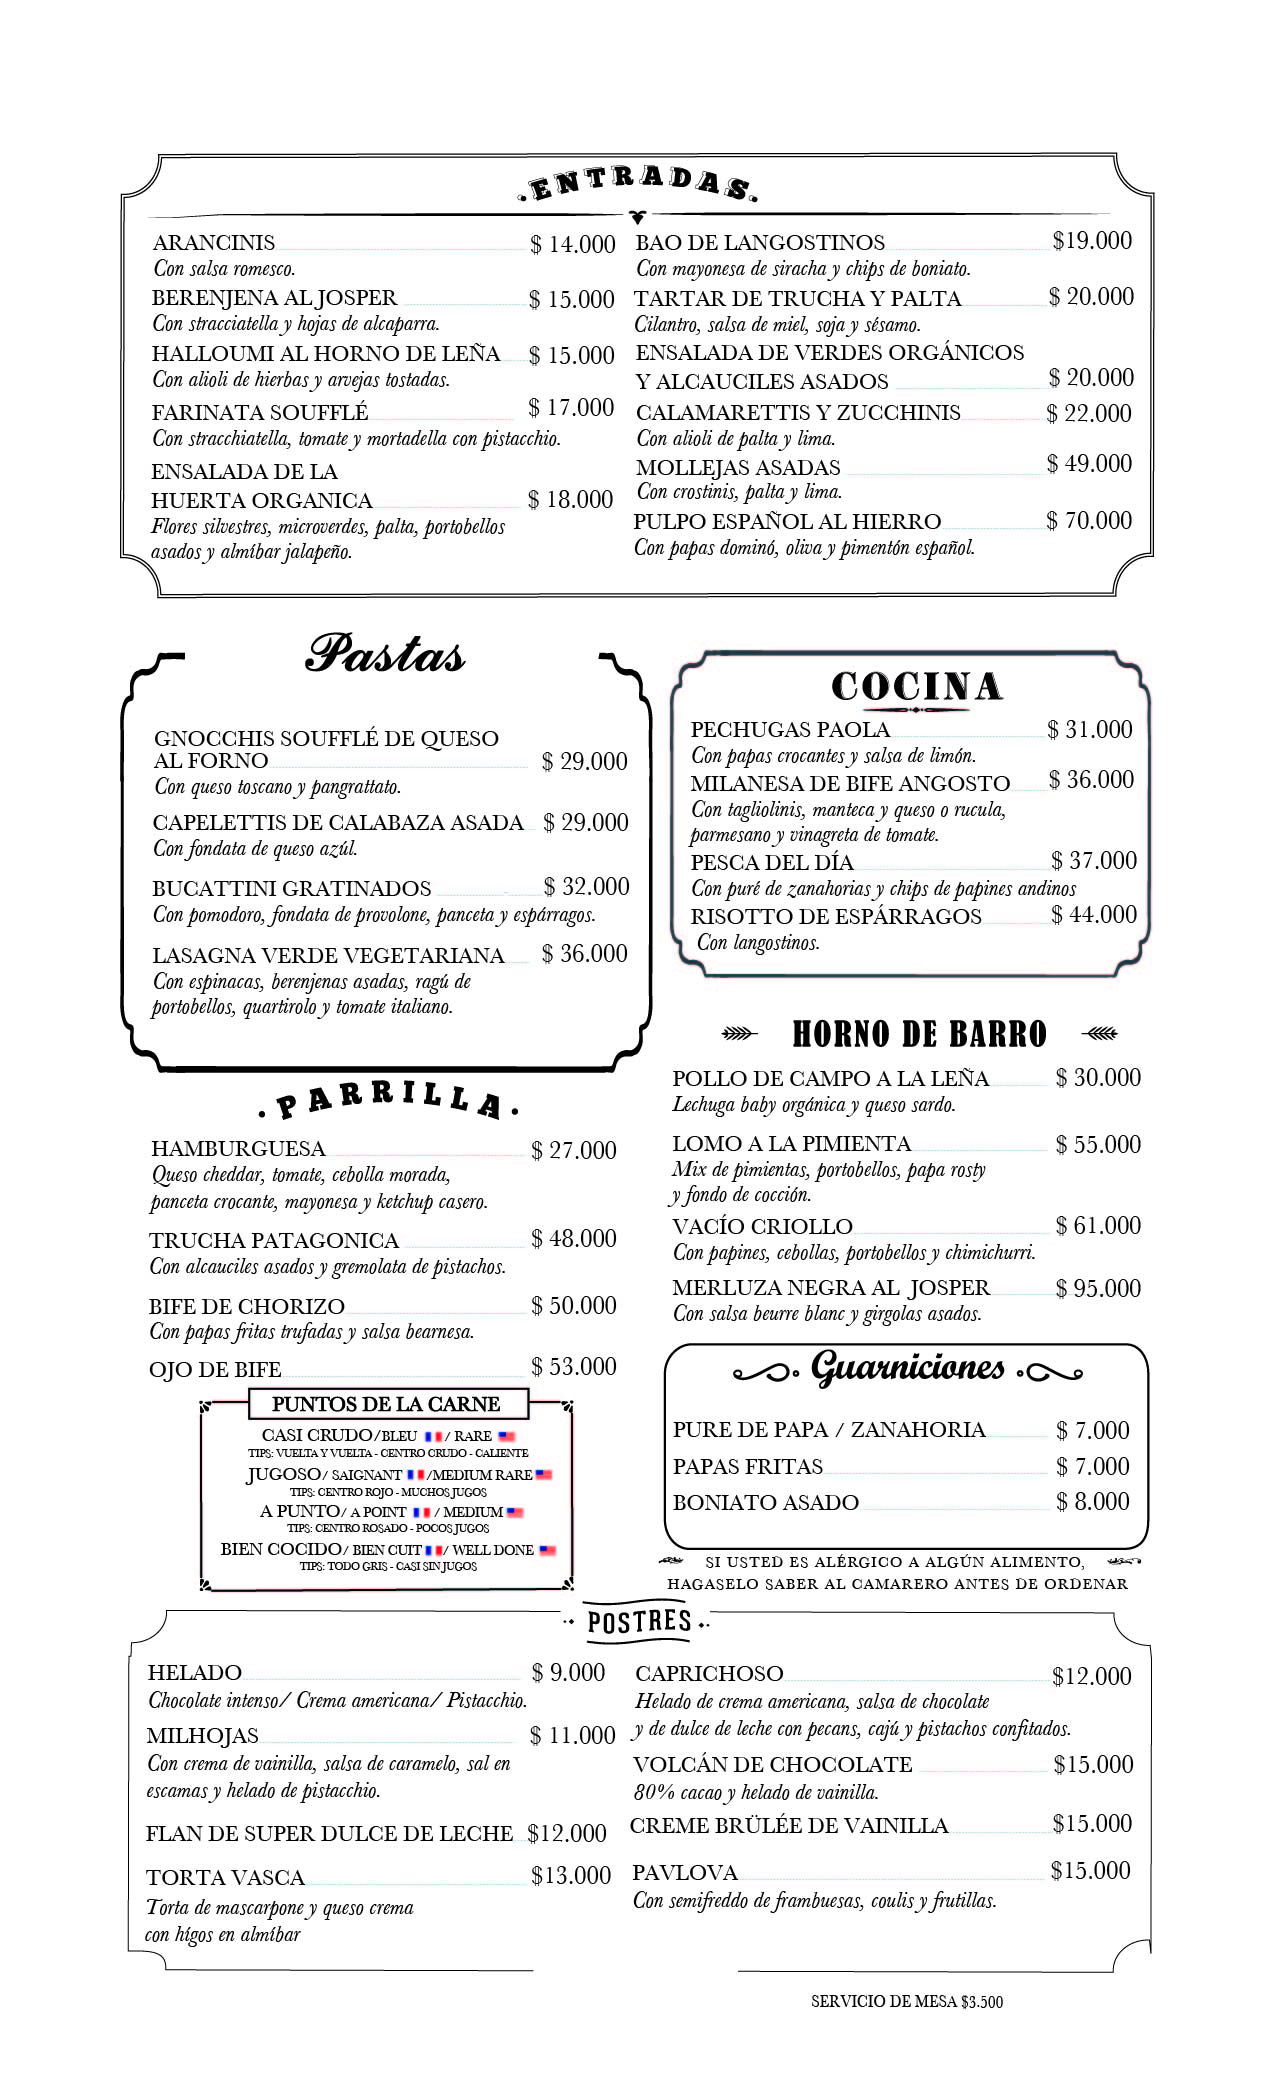 ENTRADAS
ARANCINIS $ 14.000
Con salsa romesco.
BERENJENA AL JOSPER $ 15.000
Con stracciatella y hojas de alcaparra.
HALLOUMI AL HORNO DE LEÑA $ 15.000
Con alioli de hierbas y arvejas tostadas.
FARINATA SOUFFLÉ $ 17.000
Con stracchiatella, tomate y mortadella con pistacchio.
ENSALADA DE LA
HUERTA ORGANICA $ 18.000
Flores silvestres, microverdes, palta, portobellos
asados y almíbar jalapeño.
BAO DE LANGOSTINOS $19.000
Con mayonesa de siracha y chips de boniato.
TARTAR DE TRUCHA Y PALTA $ 20.000
Cilantro, salsa de miel, soja y sésamo.
ENSALADA DE VERDES ORGÁNICOS
Y ALCAUCILES ASADOS $ 20.000
CALAMARETTIS Y ZUCCHINIS $ 22.000
Con alioli de palta y lima.
MOLLEJAS ASADAS $ 49.000
Con crostinis, palta y lima.
PULPO ESPAÑOL AL HIERRO $ 70.000
Con papas dominó, oliva y pimentón español.
Pastas
GNOCCHIS SOUFFLÉ DE QUESO
AL FORNO $ 29.000
Con queso toscano y pangrattato.
CAPELETTIS DE CALABAZA ASADA $ 29.000
Con fondata de queso azúl.
BUCATTINI GRATINADOS $ 32.000
Con pomodoro, fondata de provolone, panceta y espárragos.
LASAGNA VERDE VEGETARIANA $ 36.000
Con espinacas, berenjenas asadas, ragú de
portobellos, quartirolo y tomate italiano.
COCINA
PECHUGAS PAOLA $ 31.000
Con papas crocantes y salsa de limón.
MILANESA DE BIFE ANGOSTO $ 36.000
Con tagliolinis, manteca y queso o rucula,
parmesano y vinagreta de tomate.
PESCA DEL DÍA $ 37.000
Con puré de zanahorias y chips de papines andinos
RISOTTO DE ESPÁRRAGOS $ 44.000
Con langostinos.
PARRILLA
HAMBURGUESA $ 27.000
Queso cheddar, tomate, cebolla morada,
panceta crocante, mayonesa y ketchup casero.
TRUCHA PATAGONICA $ 48.000
Con alcauciles asados y gremolata de pistachos.
BIFE DE CHORIZO $ 50.000
Con papas fritas trufadas y salsa bearnesa.
OJO DE BIFE $ 53.000
PUNTOS DE LA CARNE
CASI CRUDO/BLEU / RARE
TIPS: VUELTA Y VUELTA - CENTRO CRUDO - CALIENTE
JUGOSO/ SAIGNANT /MEDIUM RARE
TIPS: CENTRO ROJO - MUCHOS JUGOS
A PUNTO/ A POINT / MEDIUM
TIPS: CENTRO ROSADO - POCOS JUGOS
BIEN COCIDO/ BIEN CUIT / WELL DONE
TIPS: TODO GRIS - CASI SIN JUGOS
HORNO DE BARRO
POLLO DE CAMPO A LA LEÑA $ 30.000
Lechuga baby orgánica y queso sardo.
LOMO A LA PIMIENTA $ 55.000
Mix de pimientas, portobellos, papa rosty
y fondo de cocción.
VACÍO CRIOLLO $ 61.000
Con papines, cebollas, portobellos y chimichurri.
MERLUZA NEGRA AL JOSPER $ 95.000
Con salsa beurre blanc y girgolas asados.
Guarniciones
PURE DE PAPA / ZANAHORIA $ 7.000
PAPAS FRITAS $ 7.000
BONIATO ASADO $ 8.000
SI USTED ES ALÉRGICO A ALGÚN ALIMENTO,
HAGASELO SABER AL CAMARERO ANTES DE ORDENAR
POSTRES
HELADO $ 9.000
Chocolate intenso/ Crema americana/ Pistacchio.
MILHOJAS $ 11.000
Con crema de vainilla, salsa de caramelo, sal en
escamas y helado de pistacchio.
FLAN DE SUPER DULCE DE LECHE $12.000
TORTA VASCA $13.000
Torta de mascarpone y queso crema
con hígos en almíbar
CAPRICHOSO $12.000
Helado de crema americana, salsa de chocolate
y de dulce de leche con pecans, cajú y pistachos confitados.
VOLCÁN DE CHOCOLATE $15.000
80% cacao y helado de vainilla.
CREME BRÜLÉE DE VAINILLA $15.000
PAVLOVA $15.000
Con semifreddo de frambuesas, coulis y frutillas.
SERVICIO DE MESA $3.500